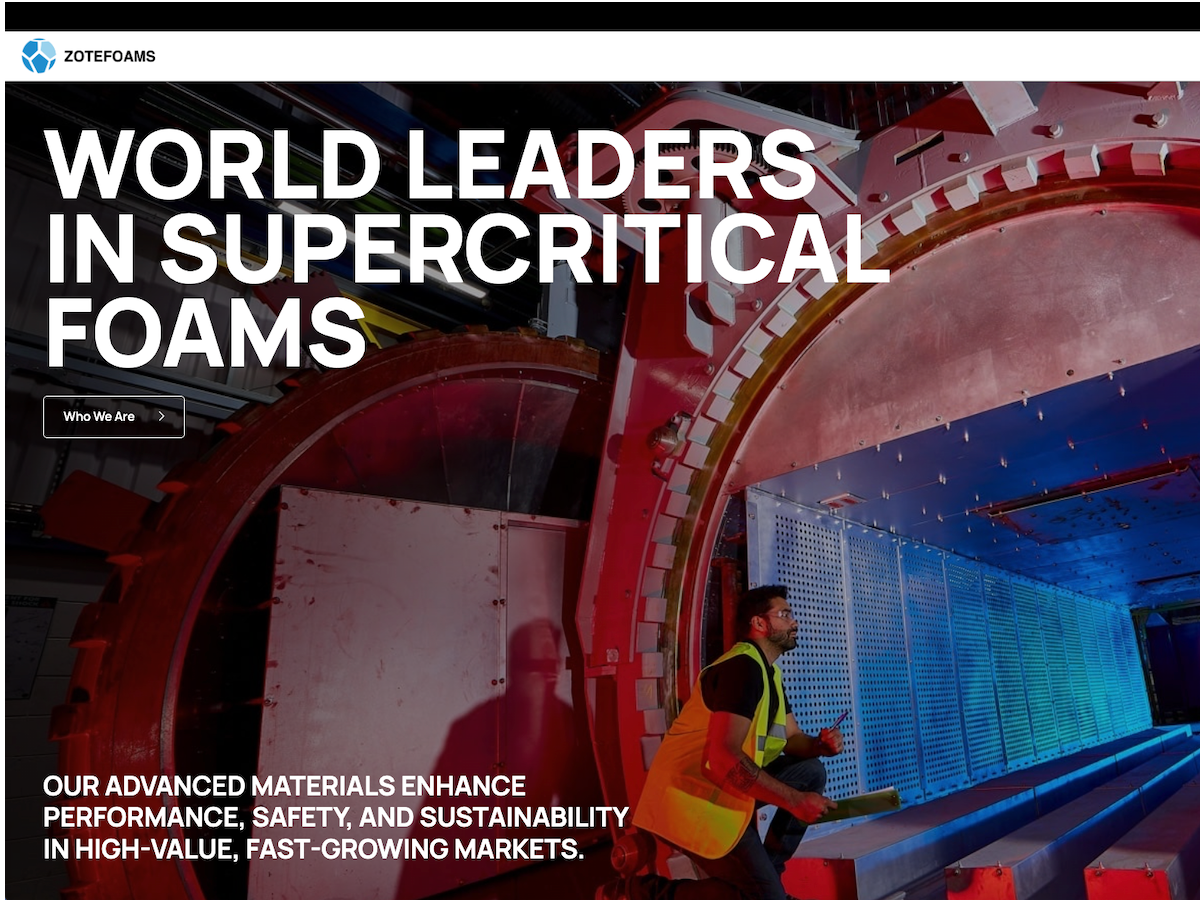 ZOTEFOAMS
WORLD LEADERS
IN SUPERCRITICAL
FOAMS
Who We Are
OUR ADVANCED MATERIALS ENHANCE
PERFORMANCE, SAFETY, AND SUSTAINABILITY
IN HIGH-VALUE, FAST-GROWING MARKETS.